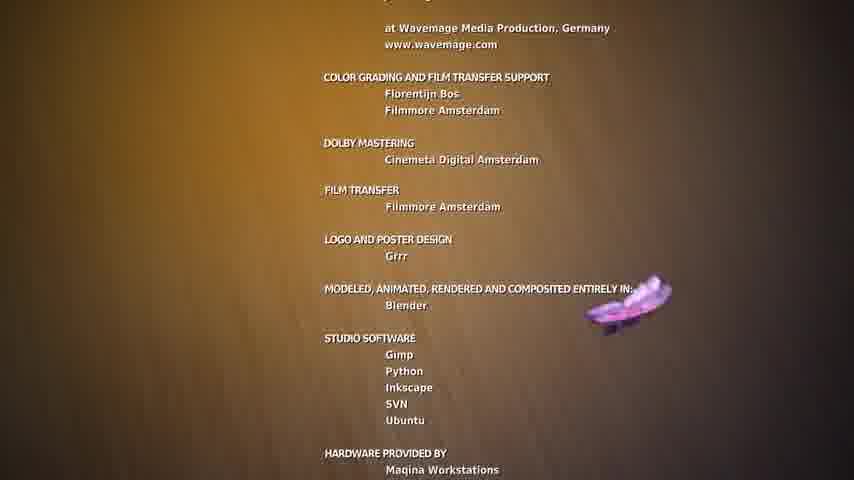 at Wavemage Media Production, Germany
www.wavemage.com
COLOR GRADING AND FILM TRANSFER SUPPORT
Florentijn Bos
Filmmore Amsterdam
DOLBY MASTERING
Cinemeta Digital Amsterdam
FILM TRANSFER
Filmmore Amsterdam
LOGO AND POSTER DESIGN
Grrr
MODELED, ANIMATED, RENDERED AND COMPOSITED ENTIRELY IN:
Blender
STUDIO SOFTWARE
Gimp
Python
Inkscape
SVN
Ubuntu
HARDWARE PROVIDED BY
Maqina Workstations